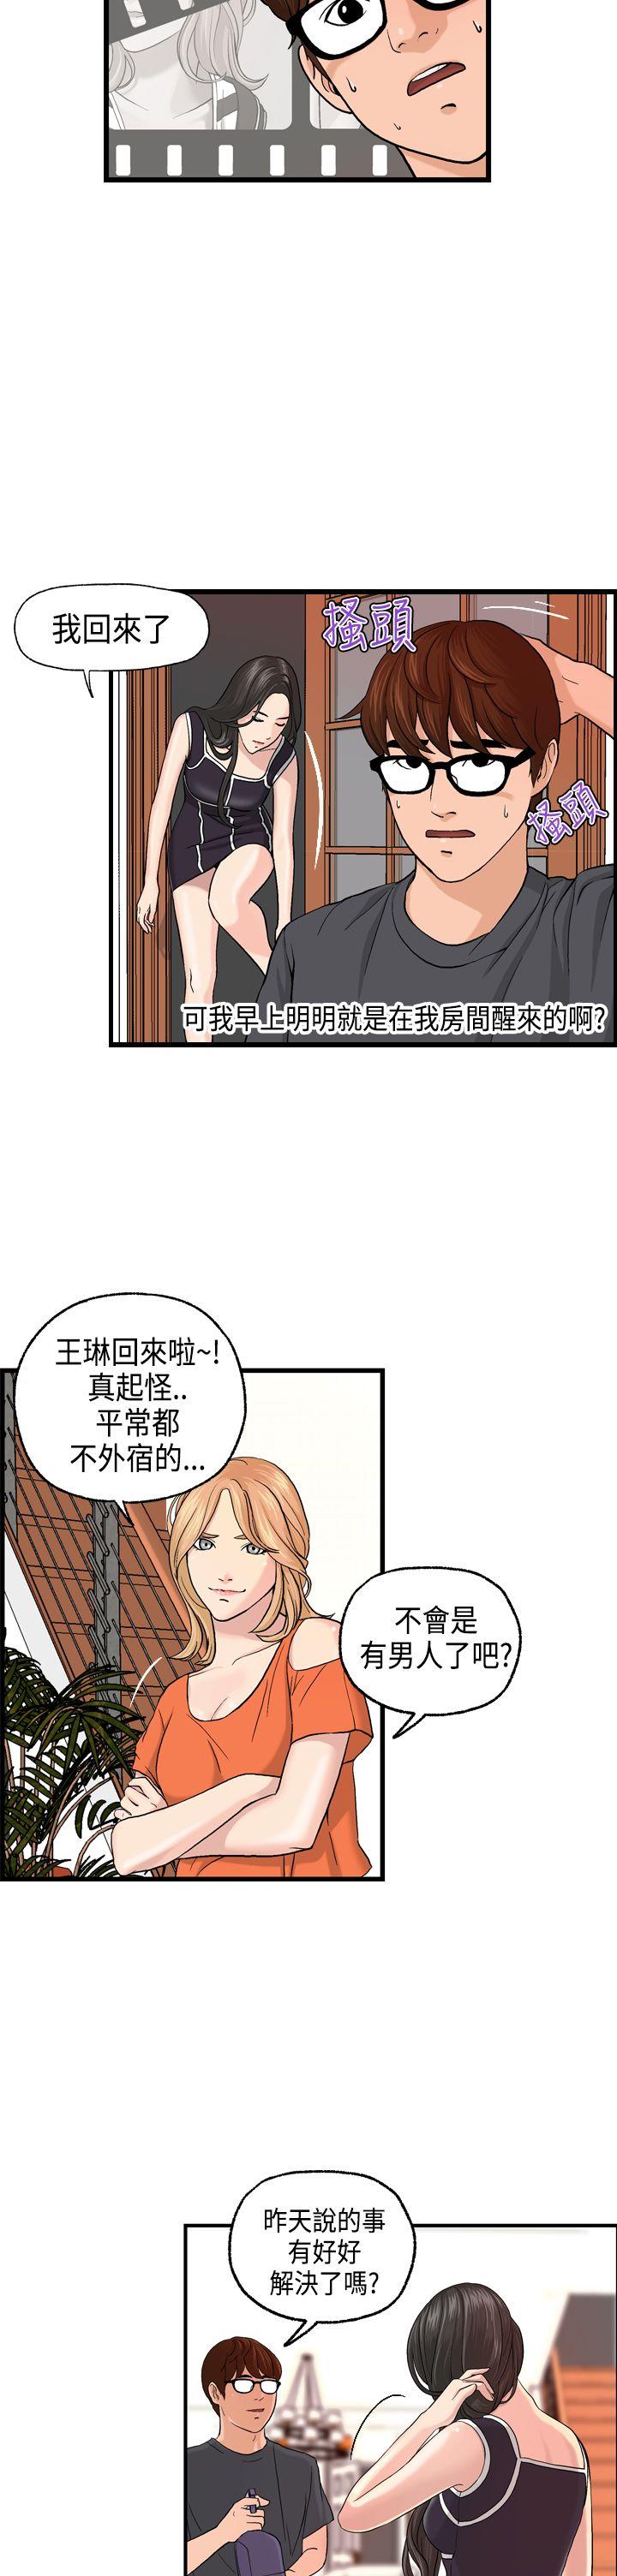 我回來了
搔頭
搔頭
可我早上明明就是在我房間醒來的啊?
王琳回來啦~!
真起怪..
平常都
不外宿的...
不會是
有男人了吧?
昨天說的事
有好好
解決了嗎?